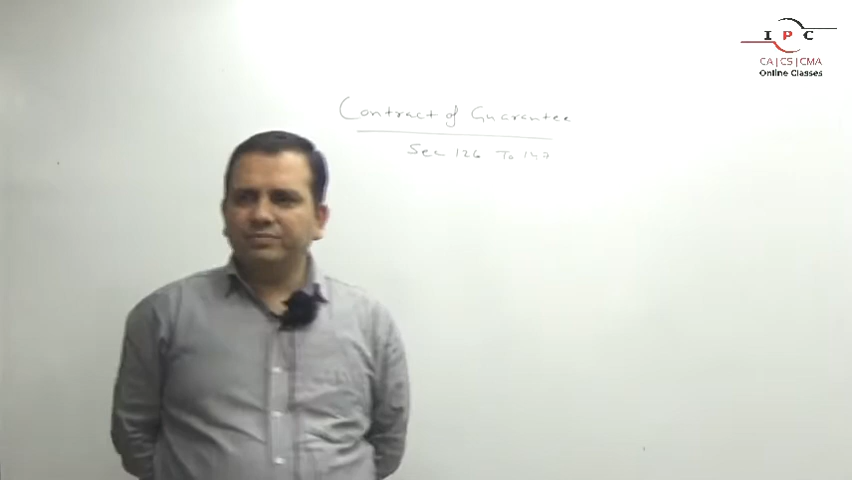 I P C
CA|CS|CMA
Online Classes
Contract of Guarantee
Sec 126 To 147